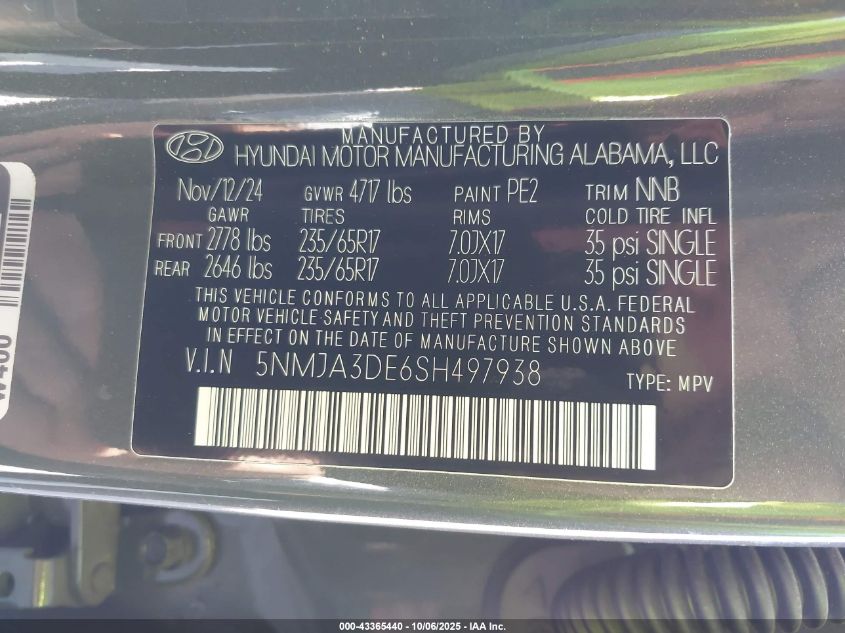 MANUFACTURED BY
HYUNDAI MOTOR MANUFACTURING ALABAMA, LLC
Nov/12/24 GVWR 4717 lbs PAINT PE2 TRIM NNB
GAWR TIRES RIMS COLD TIRE INFL
FRONT 2778 lbs 235/65R17 7.0JX17 35 psi SINGLE
REAR 2646 lbs 235/65R17 7.0JX17 35 psi SINGLE
THIS VEHICLE CONFORMS TO ALL APPLICABLE U.S.A. FEDERAL
MOTOR VEHICLE SAFETY AND THEFT PREVENTION STANDARDS
IN EFFECT ON THE DATE OF MANUFACTURE SHOWN ABOVE
V.I.N 5NMJA3DE6SH497938
TYPE: MPV
000-43365440 - 10/06/2025 - IAA Inc.